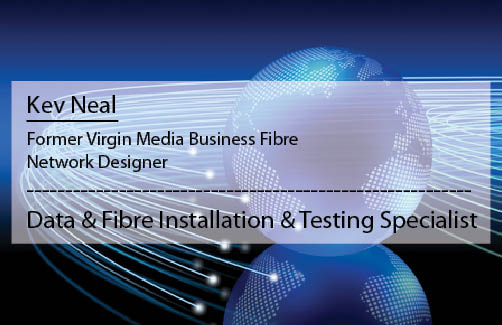 Kev Neal
Former Virgin Media Business Fibre
Network Designer
Data & Fibre Installation & Testing Specialist